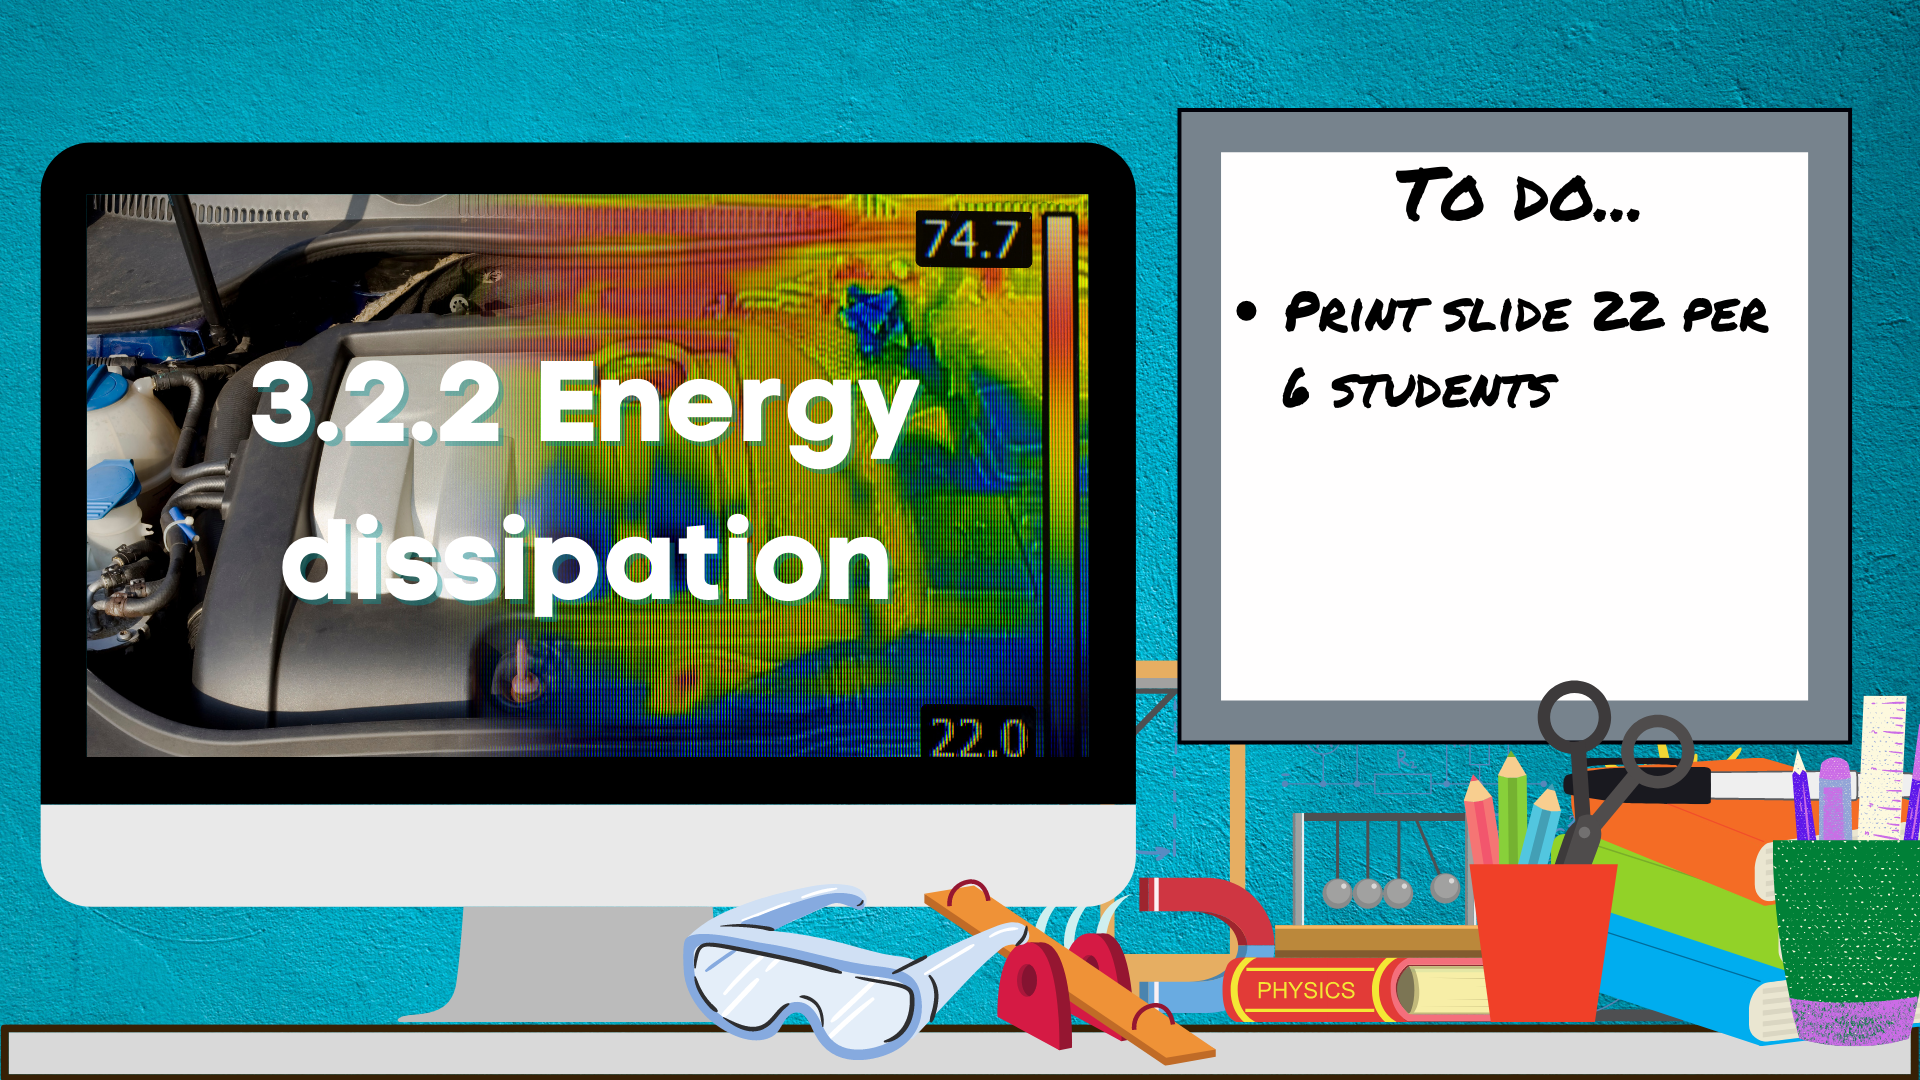 74.7
3.2.2 Energy
dissipation
22.0
To do...
• Print slide 22 per
6 students
PHYSICS